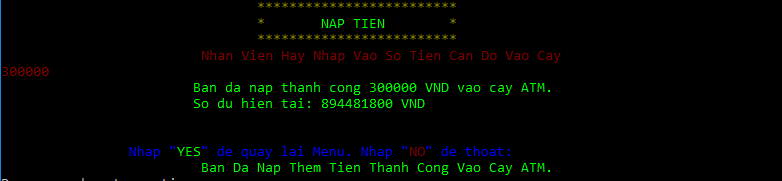 *************************
* NAP TIEN *
*************************
Nhan Vien Hay Nhap Vao So Tien Can Do Vao Cay
300000
Ban da nap thanh cong 300000 VND vao cay ATM.
So du hien tai: 894481800 VND
Nhap "YES" de quay lai Menu. Nhap "NO" de thoat:
Ban Da Nap Them Tien Thanh Cong Vao Cay ATM.